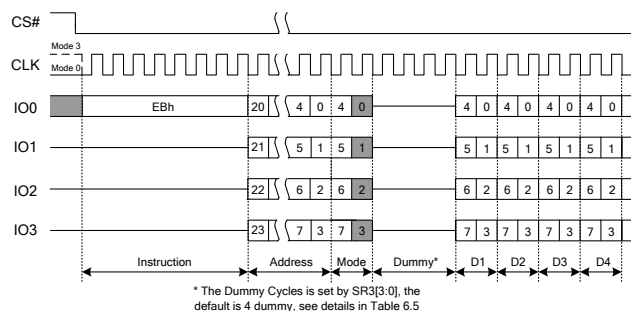 CS#
Mode 3
CLK Mode 0
IO0 EBh 20 4 0 4 0 4 0 4 0 4 0 4 0
IO1 21 5 1 5 1 5 1 5 1 5 1 5 1
IO2 22 6 2 6 2 6 2 6 2 6 2 6 2
IO3 23 7 3 7 3 7 3 7 3 7 3 7 3
Instruction Address Mode Dummy* D1 D2 D3 D4
* The Dummy Cycles is set by SR3[3:0], the
default is 4 dummy, see details in Table 6.5